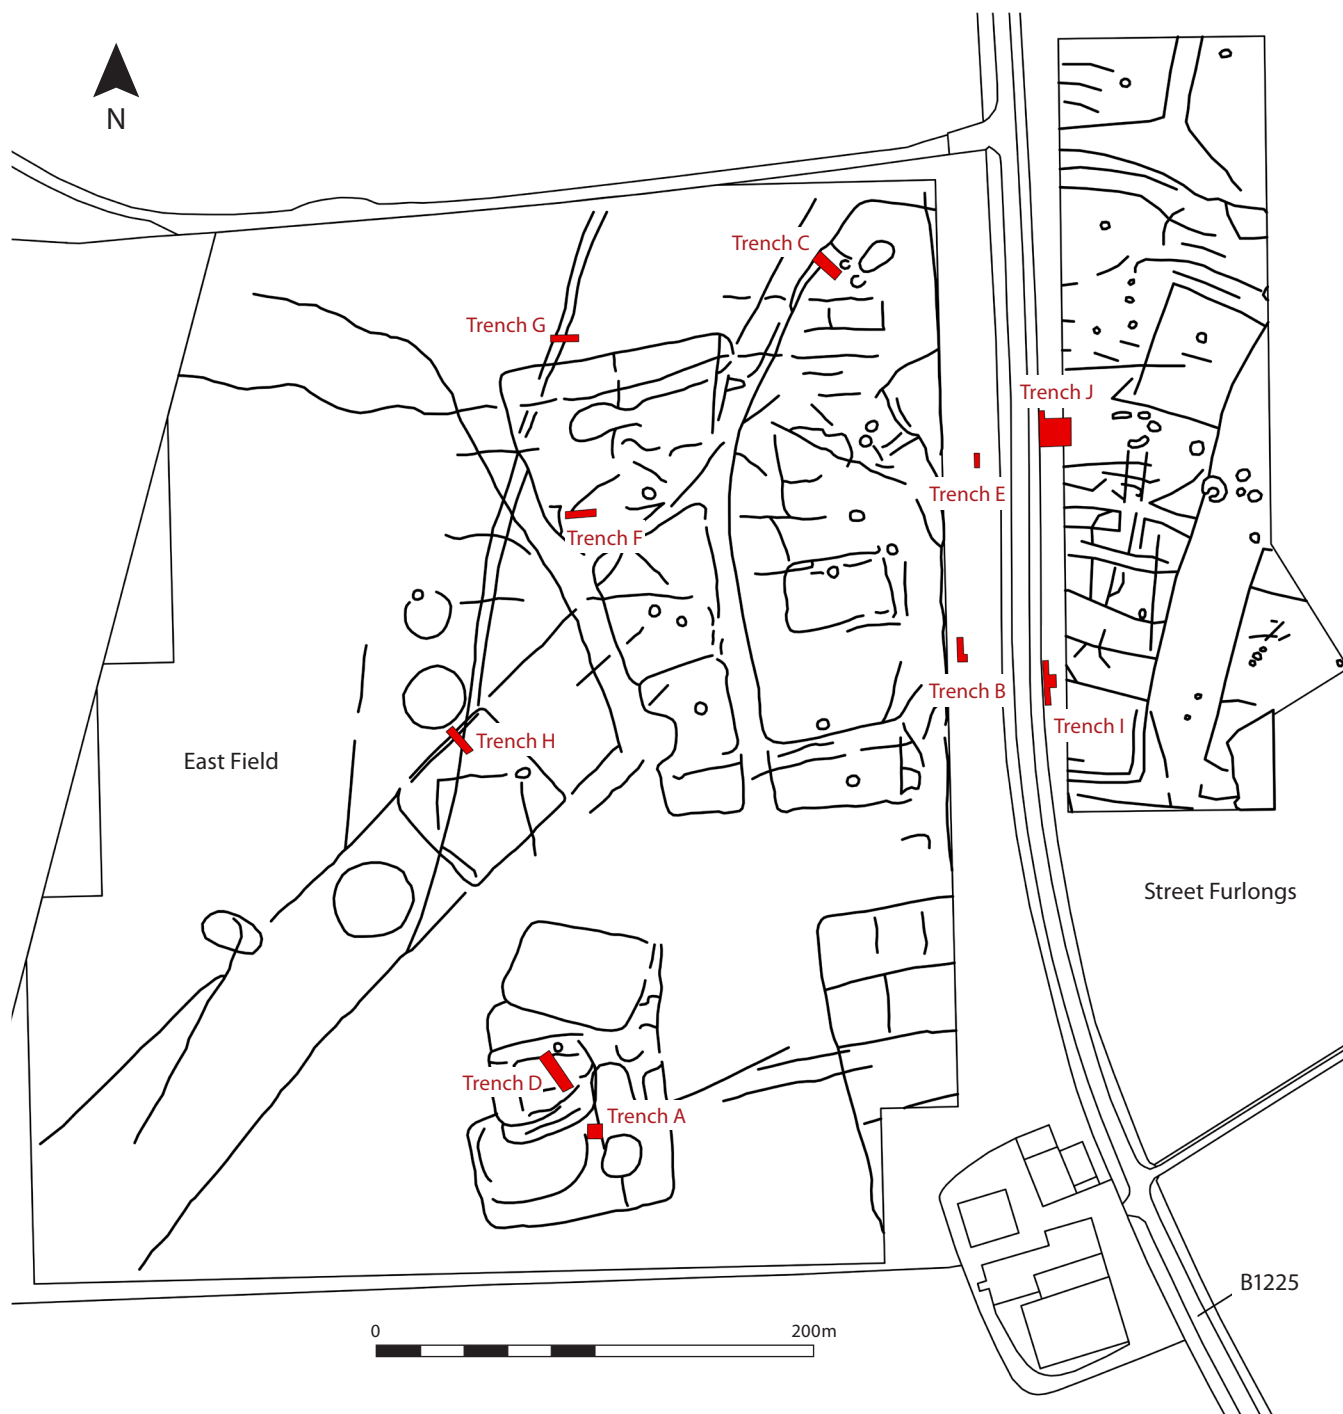 N
Trench C
Trench G
Trench J
Trench E
Trench F
Trench B
Trench I
Trench H
East Field
Street Furlongs
Trench D
Trench A
B1225
0
200m